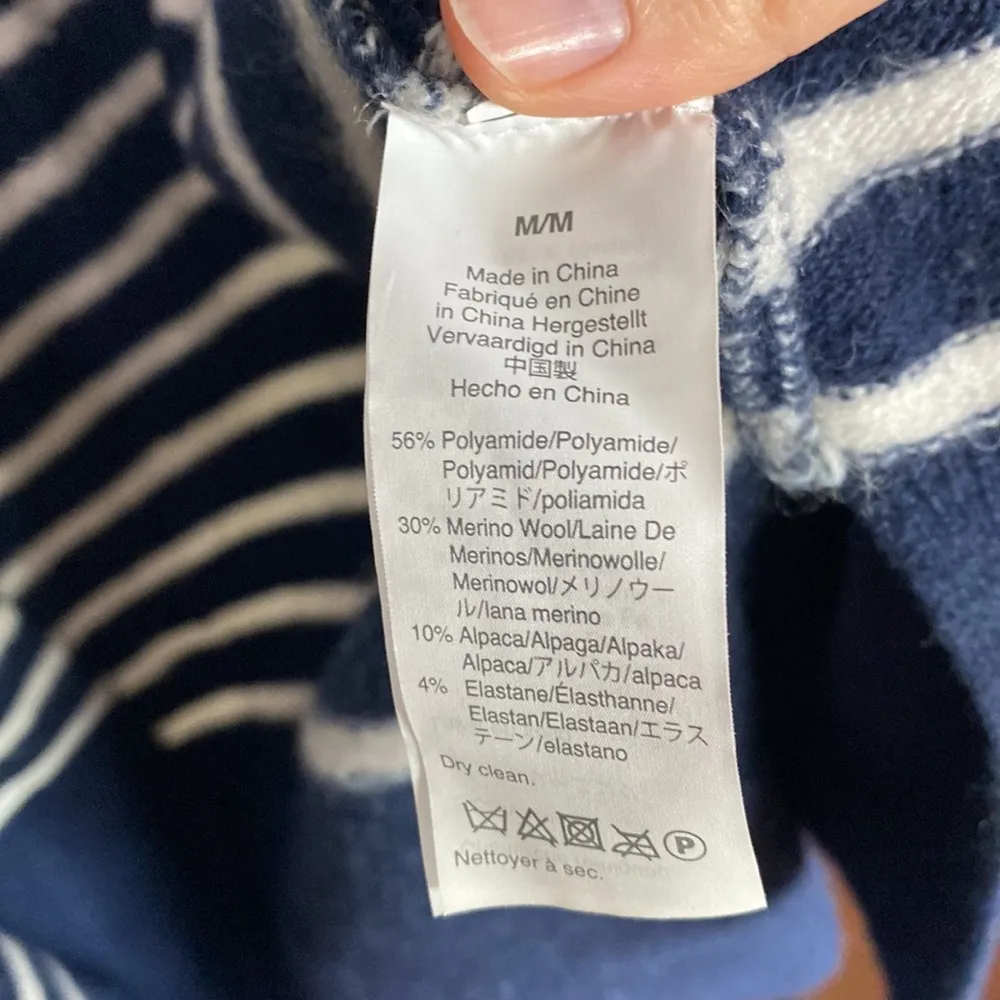 M/M
Made in China
Fabriqué en Chine
in China Hergestellt
Vervaardigd in China
中国製
Hecho en China
56% Polyamide/Polyamide/
Polyamid/Polyamide/ポ
リアミド/poliamida
30% Merino Wool/Laine De
Merinos/Merinowolle/
Merinowol/メリノウー
ル/lana merino
10% Alpaca/Alpaga/Alpaka/
Alpaca/アルパカ/alpaca
4% Elastane/Élasthanne/
Elastan/Elastaan/エラス
テーン/elastano
Dry clean.
P
Nettoyer à sec.